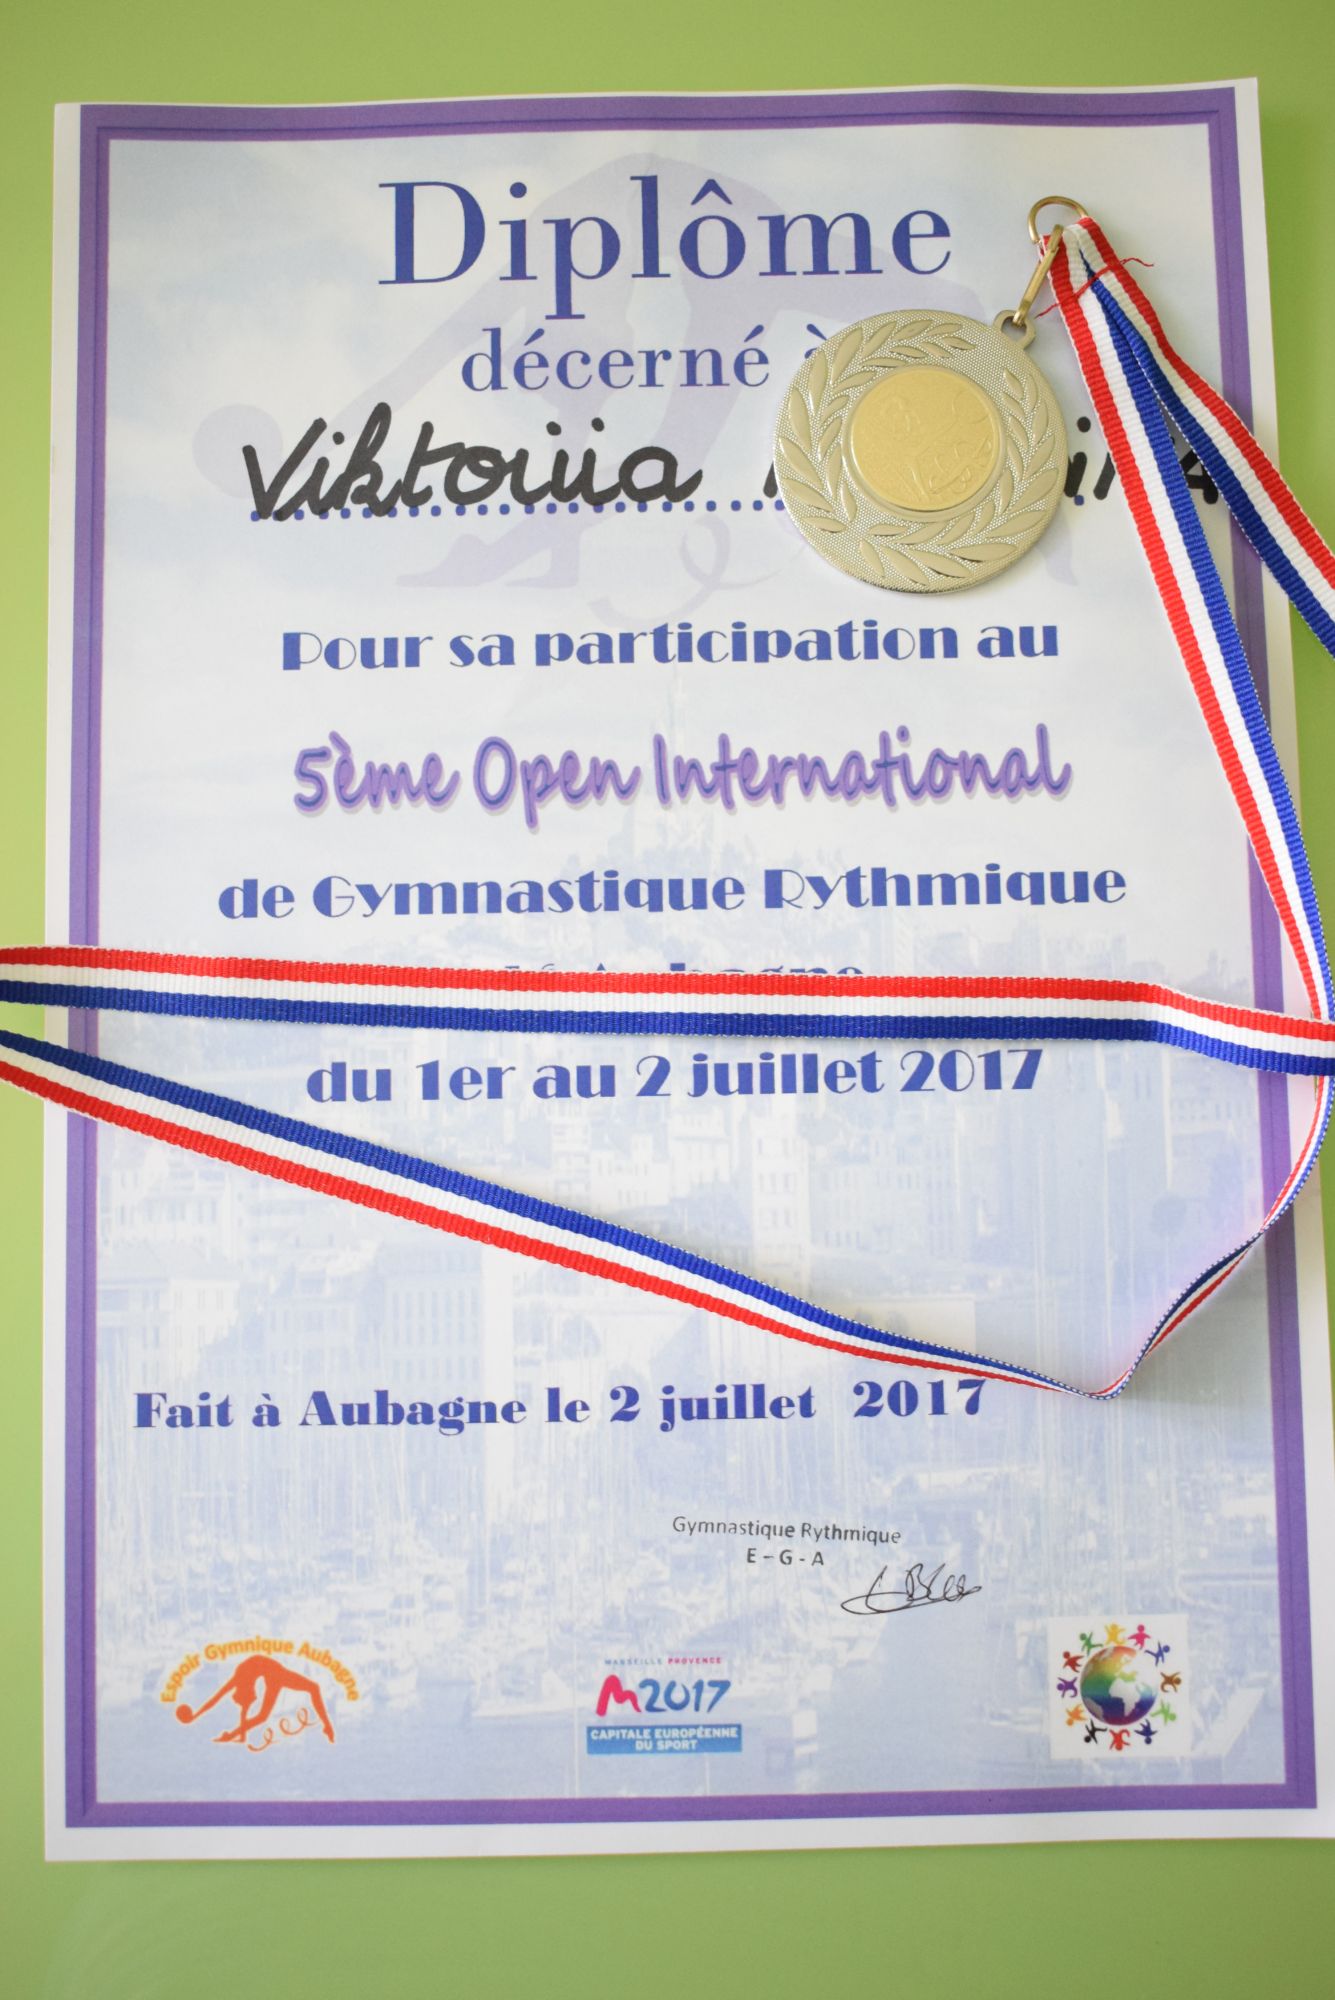 Diplôme
décerné à
Viktoriia
Pour sa participation au
5ème Open International
de Gymnastique Rythmique
du 1er au 2 juillet 2017
Fait à Aubagne le 2 juillet 2017
Gymnastique Rythmique
E - G - A
Espoir Gymnique Aubagne
MARSEILLE PROVENCE
M2017
CAPITALE EUROPÉENNE
DU SPORT